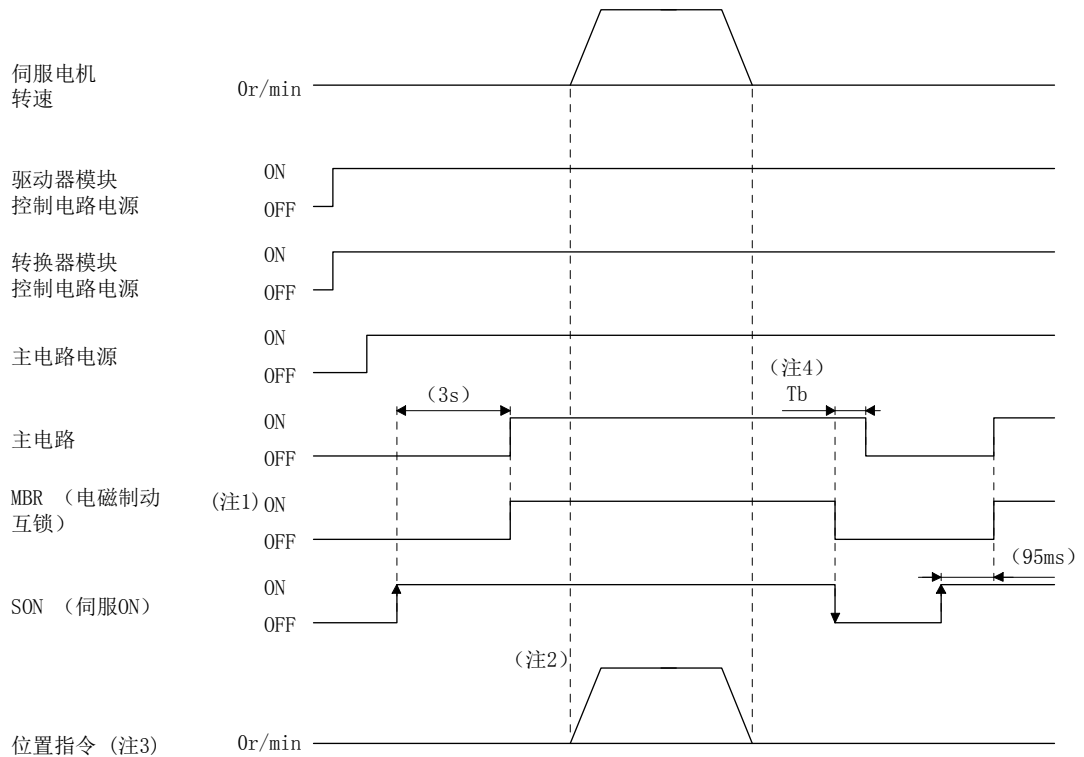 伺服电机
转速
0r/min
驱动器模块
控制电路电源
ON
OFF
转换器模块
控制电路电源
ON
OFF
主电路电源
ON
OFF
(3s)
(注4)
Tb
主电路
ON
OFF
MBR （电磁制动
互锁）
(注1) ON
OFF
(95ms)
SON （伺服ON）
ON
OFF
(注2)
位置指令 (注3)
0r/min